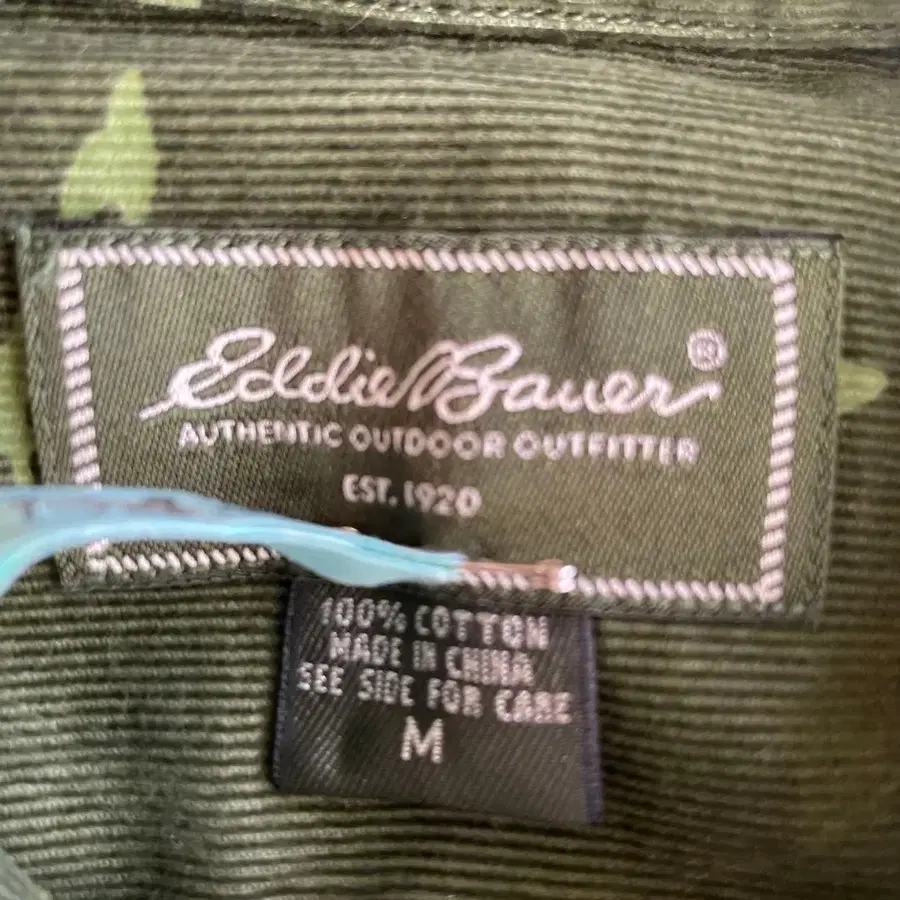 Eddie Bauer ®
AUTHENTIC OUTDOOR OUTFITTER
EST. 1920
100% COTTON
MADE IN CHINA
SEE SIDE FOR CARE
M